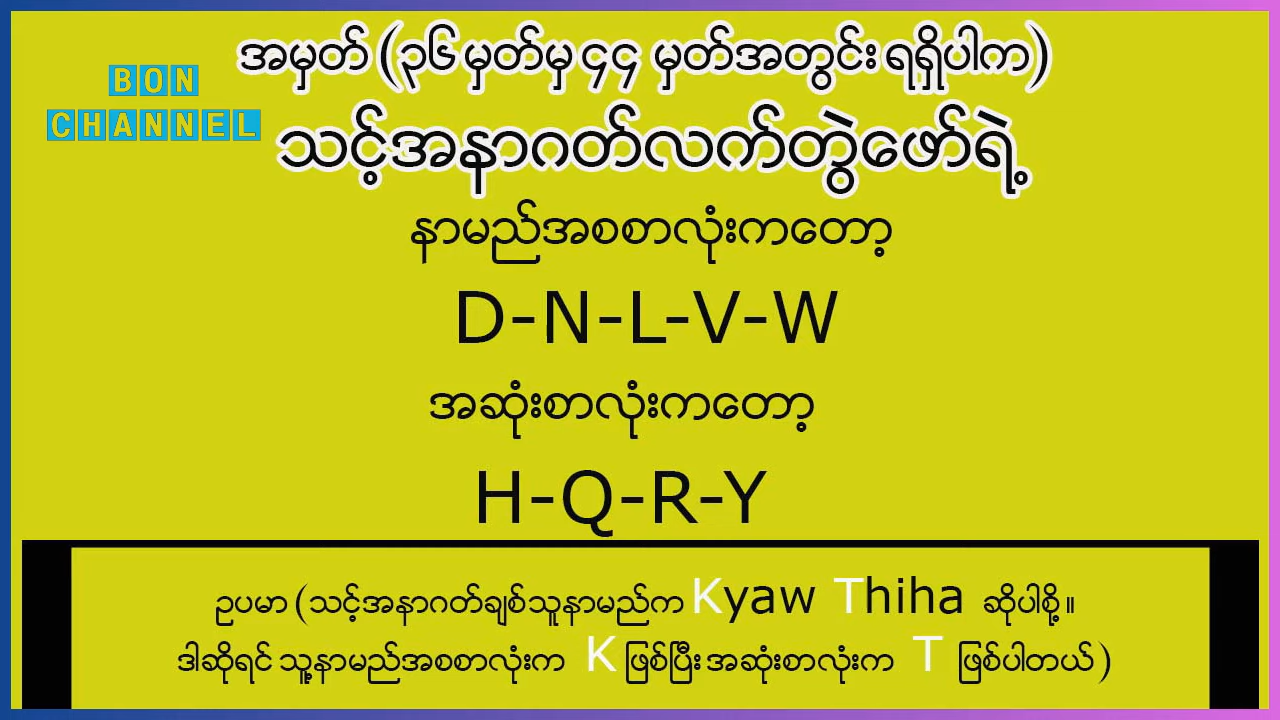 အမှတ် (၃၆ မှတ်မှ ၄၄ မှတ်အတွင်း ရရှိပါက)
BON
CHANNEL
သင့်အနာဂတ်လက်တွဲဖော်ရဲ့
နာမည်အစစာလုံးကတော့
D-N-L-V-W
အဆုံးစာလုံးကတော့
H-Q-R-Y
ဥပမာ (သင့်အနာဂတ်ချစ်သူနာမည်က Kyaw Thiha ဆိုပါစို့။
ဒါဆိုရင် သူ့နာမည်အစစာလုံးက K ဖြစ်ပြီး အဆုံးစာလုံးက T ဖြစ်ပါတယ်)